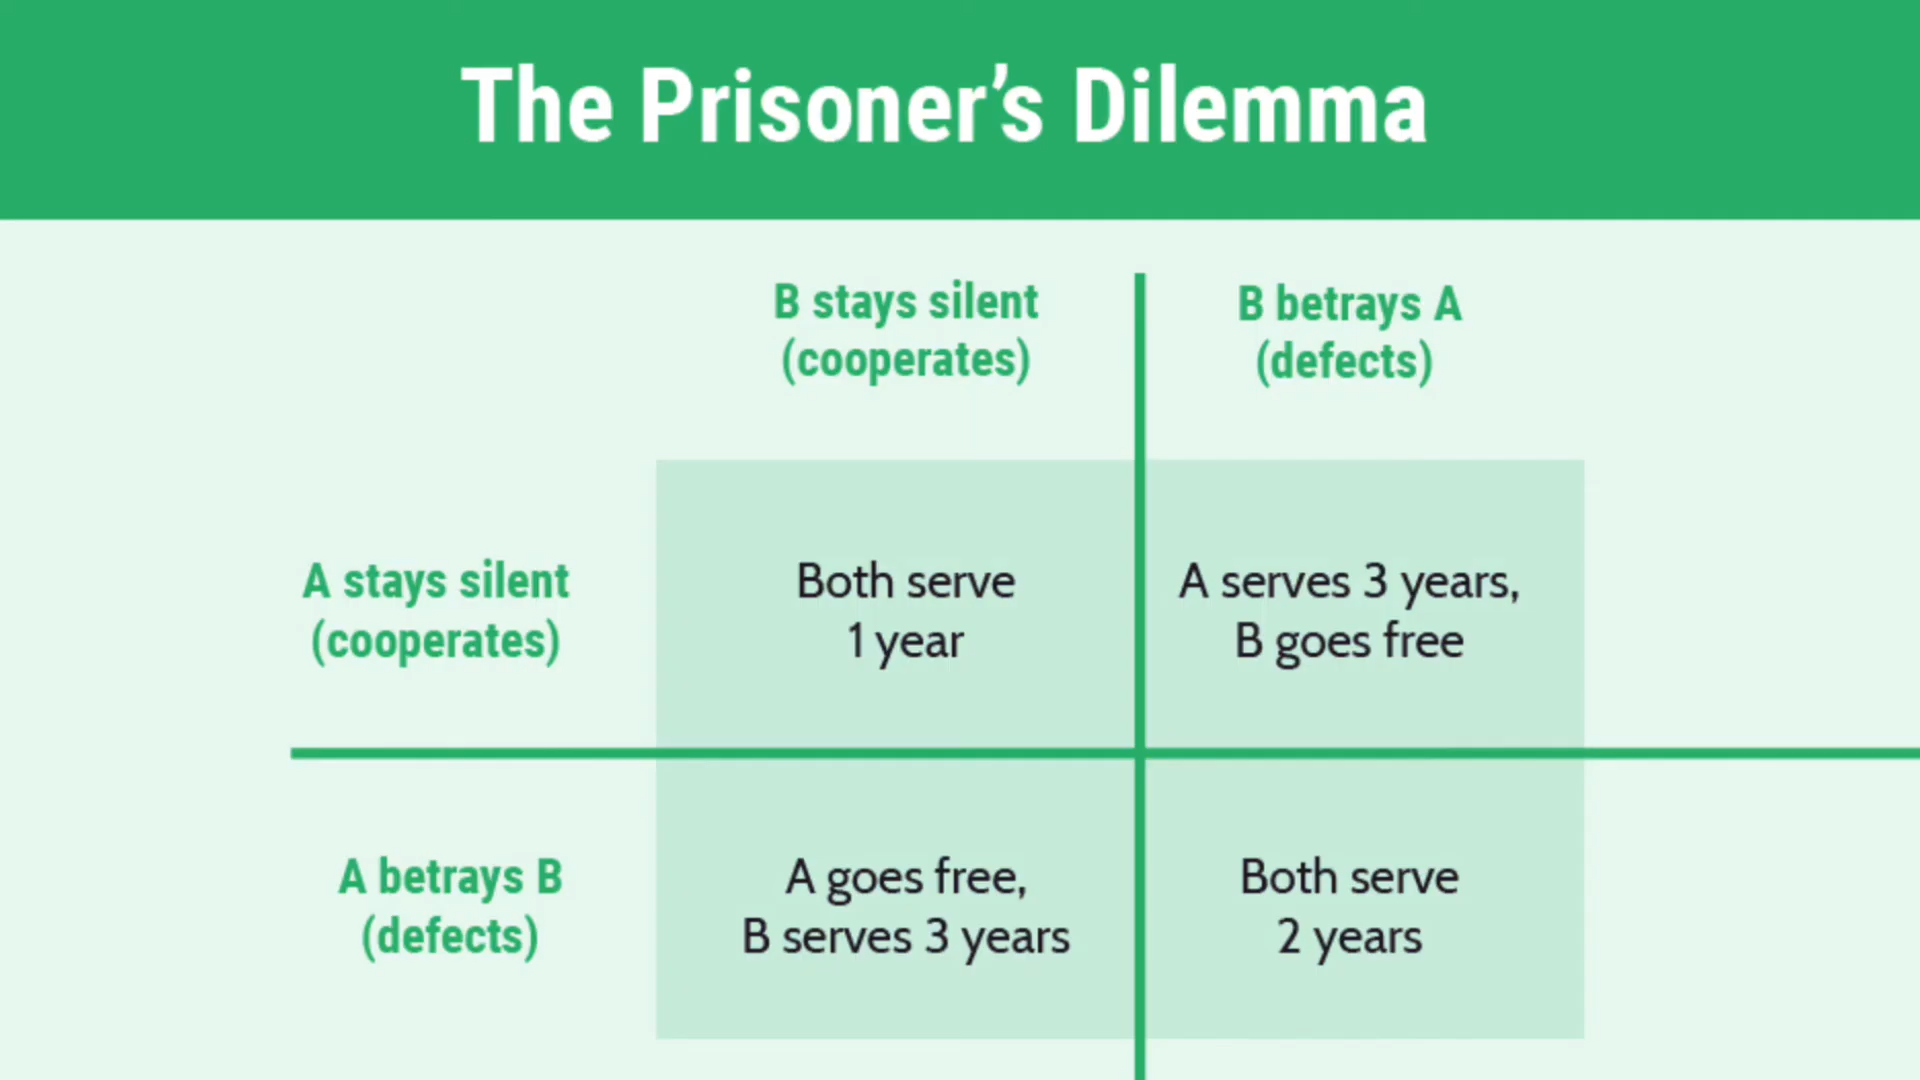 The Prisoner’s Dilemma
B stays silent
(cooperates)
B betrays A
(defects)
A stays silent
(cooperates)
Both serve
1 year
A serves 3 years,
B goes free
A betrays B
(defects)
A goes free,
B serves 3 years
Both serve
2 years